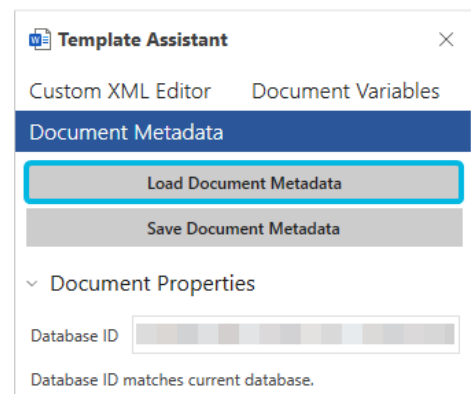 Template Assistant
Custom XML Editor Document Variables
Document Metadata
Load Document Metadata
Save Document Metadata
Document Properties
Database ID
Database ID matches current database.